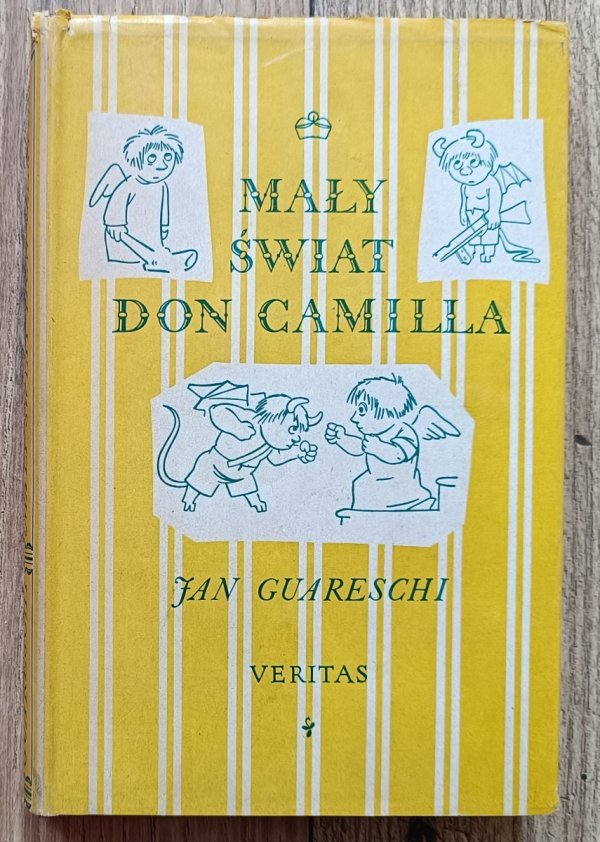 MAŁY
ŚWIAT
DON CAMILLA
JAN GUARESCHI
VERITAS